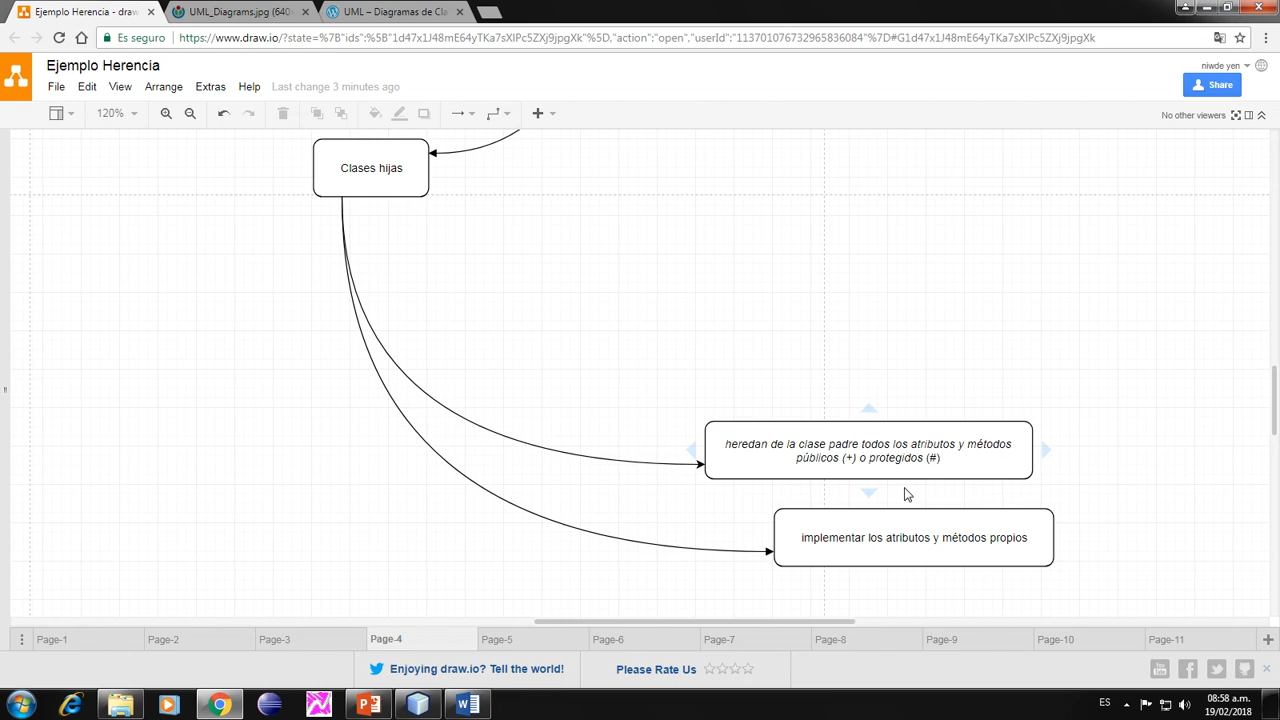 Ejemplo Herencia - draw
UML_Diagrams.jpg (640×
UML – Diagramas de Cla
Es seguro
https://www.draw.io/?state=%7B"ids":%5B"1d47x1J48mE64yTKa7sXIPc5ZXj9jpgXk"%5D,"action":"open","userId":"113701076732965836084"%7D#G1d47x1J48mE64yTKa7sXIPc5ZXj9jpgXk
Ejemplo Herencia
niwde yen
File Edit View Arrange Extras Help Last change 3 minutes ago
Share
120%
No other viewers
Clases hijas
heredan de la clase padre todos los atributos y métodos
públicos (+) o protegidos (#)
implementar los atributos y métodos propios
Page-1 Page-2 Page-3 Page-4 Page-5 Page-6 Page-7 Page-8 Page-9 Page-10 Page-11
Enjoying draw.io? Tell the world!
Please Rate Us
ES
08:58 a.m.
19/02/2018